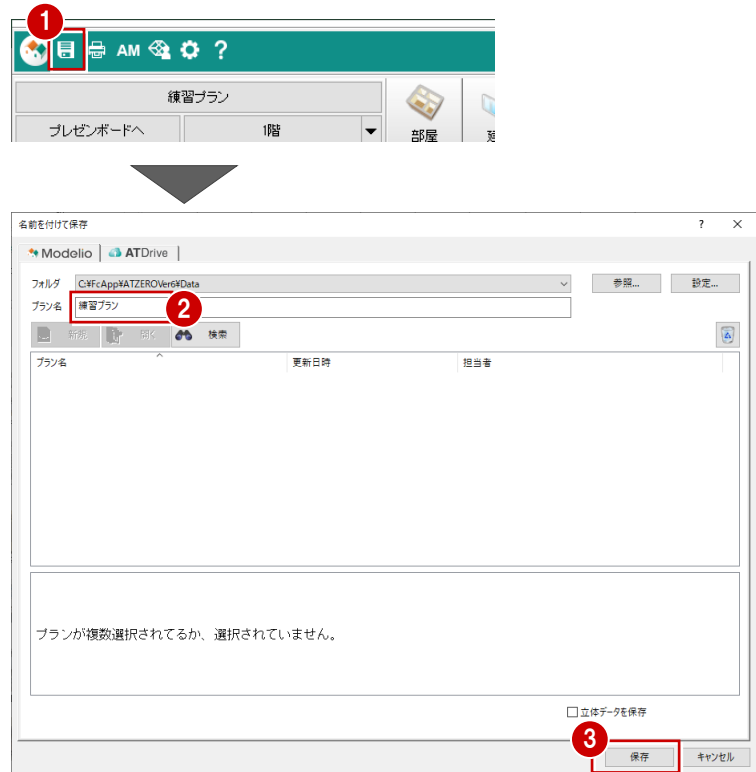 1
AM ?
練習プラン
プレゼンボードへ 1階 部屋
名前を付けて保存 ? ×
Modelio ATDrive
フォルダ C:¥FcApp¥ATZEROVer6¥Data 参照... 設定...
プラン名 練習プラン 2
新規 開く 検索
プラン名 更新日時 担当者
プランが複数選択されてるか、選択されていません。
立体データを保存
3
保存 キャンセル